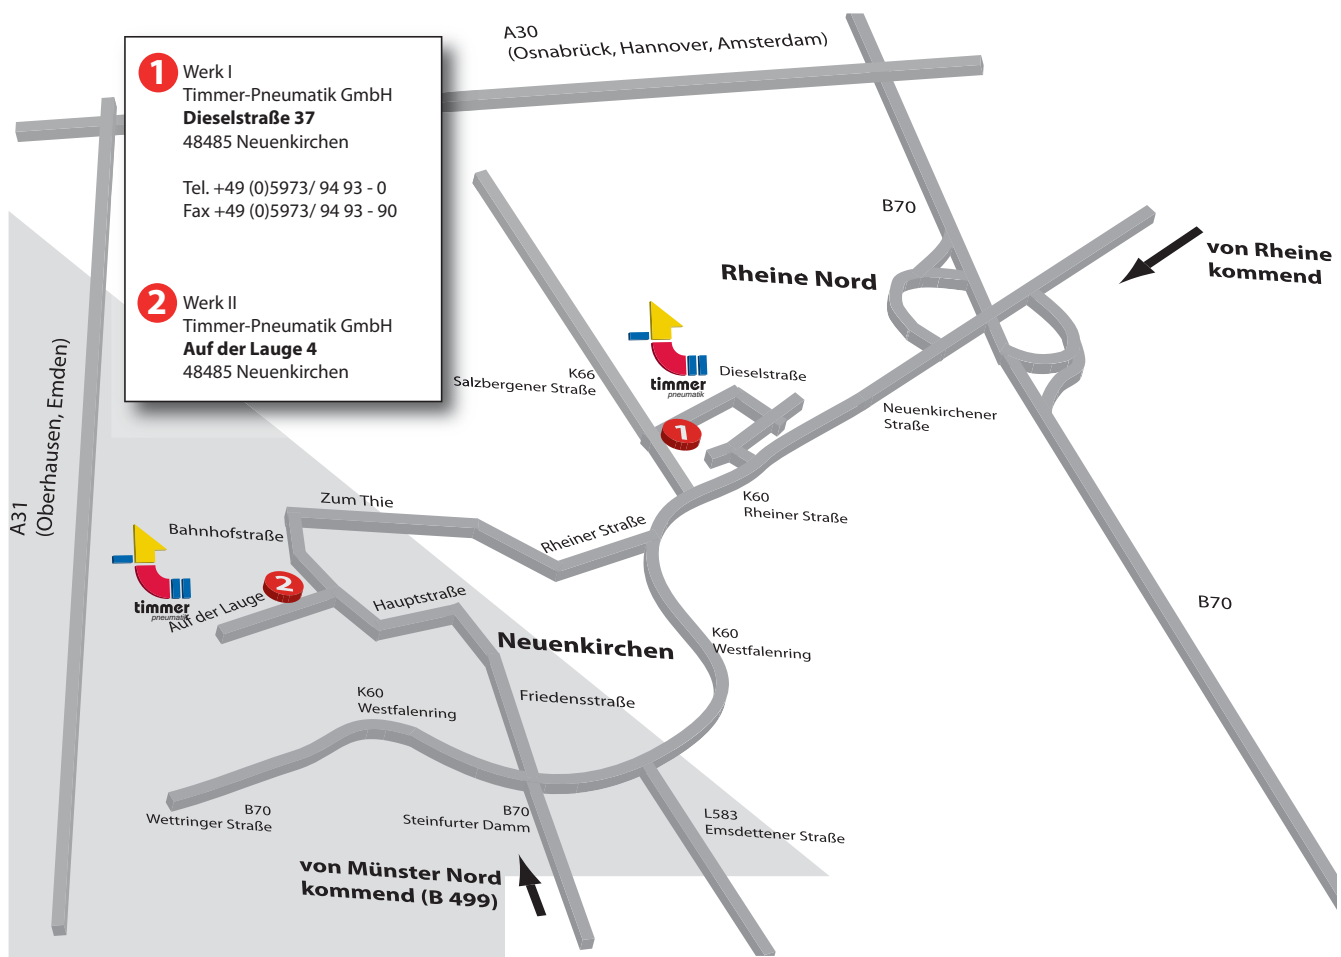 1
Werk I
Timmer-Pneumatik GmbH
Dieselstraße 37
48485 Neuenkirchen
Tel. +49 (0)5973/ 94 93 - 0
Fax +49 (0)5973/ 94 93 - 90
2
Werk II
Timmer-Pneumatik GmbH
Auf der Lauge 4
48485 Neuenkirchen
A30
(Osnabrück, Hannover, Amsterdam)
B70
von Rheine
kommend
Rheine Nord
K66
Salzbergener Straße
timmer
pneumatik
Dieselstraße
1
Neuenkirchener
Straße
A31
(Oberhausen, Emden)
K60
Rheiner Straße
Zum Thie
Rheiner Straße
Bahnhofstraße
timmer
pneumatik
2
Auf der Lauge
Hauptstraße
B70
Neuenkirchen
K60
Westfalenring
Friedensstraße
K60
Westfalenring
B70
Wettringer Straße
B70
Steinfurter Damm
L583
Emsdettener Straße
von Münster Nord
kommend (B 499)